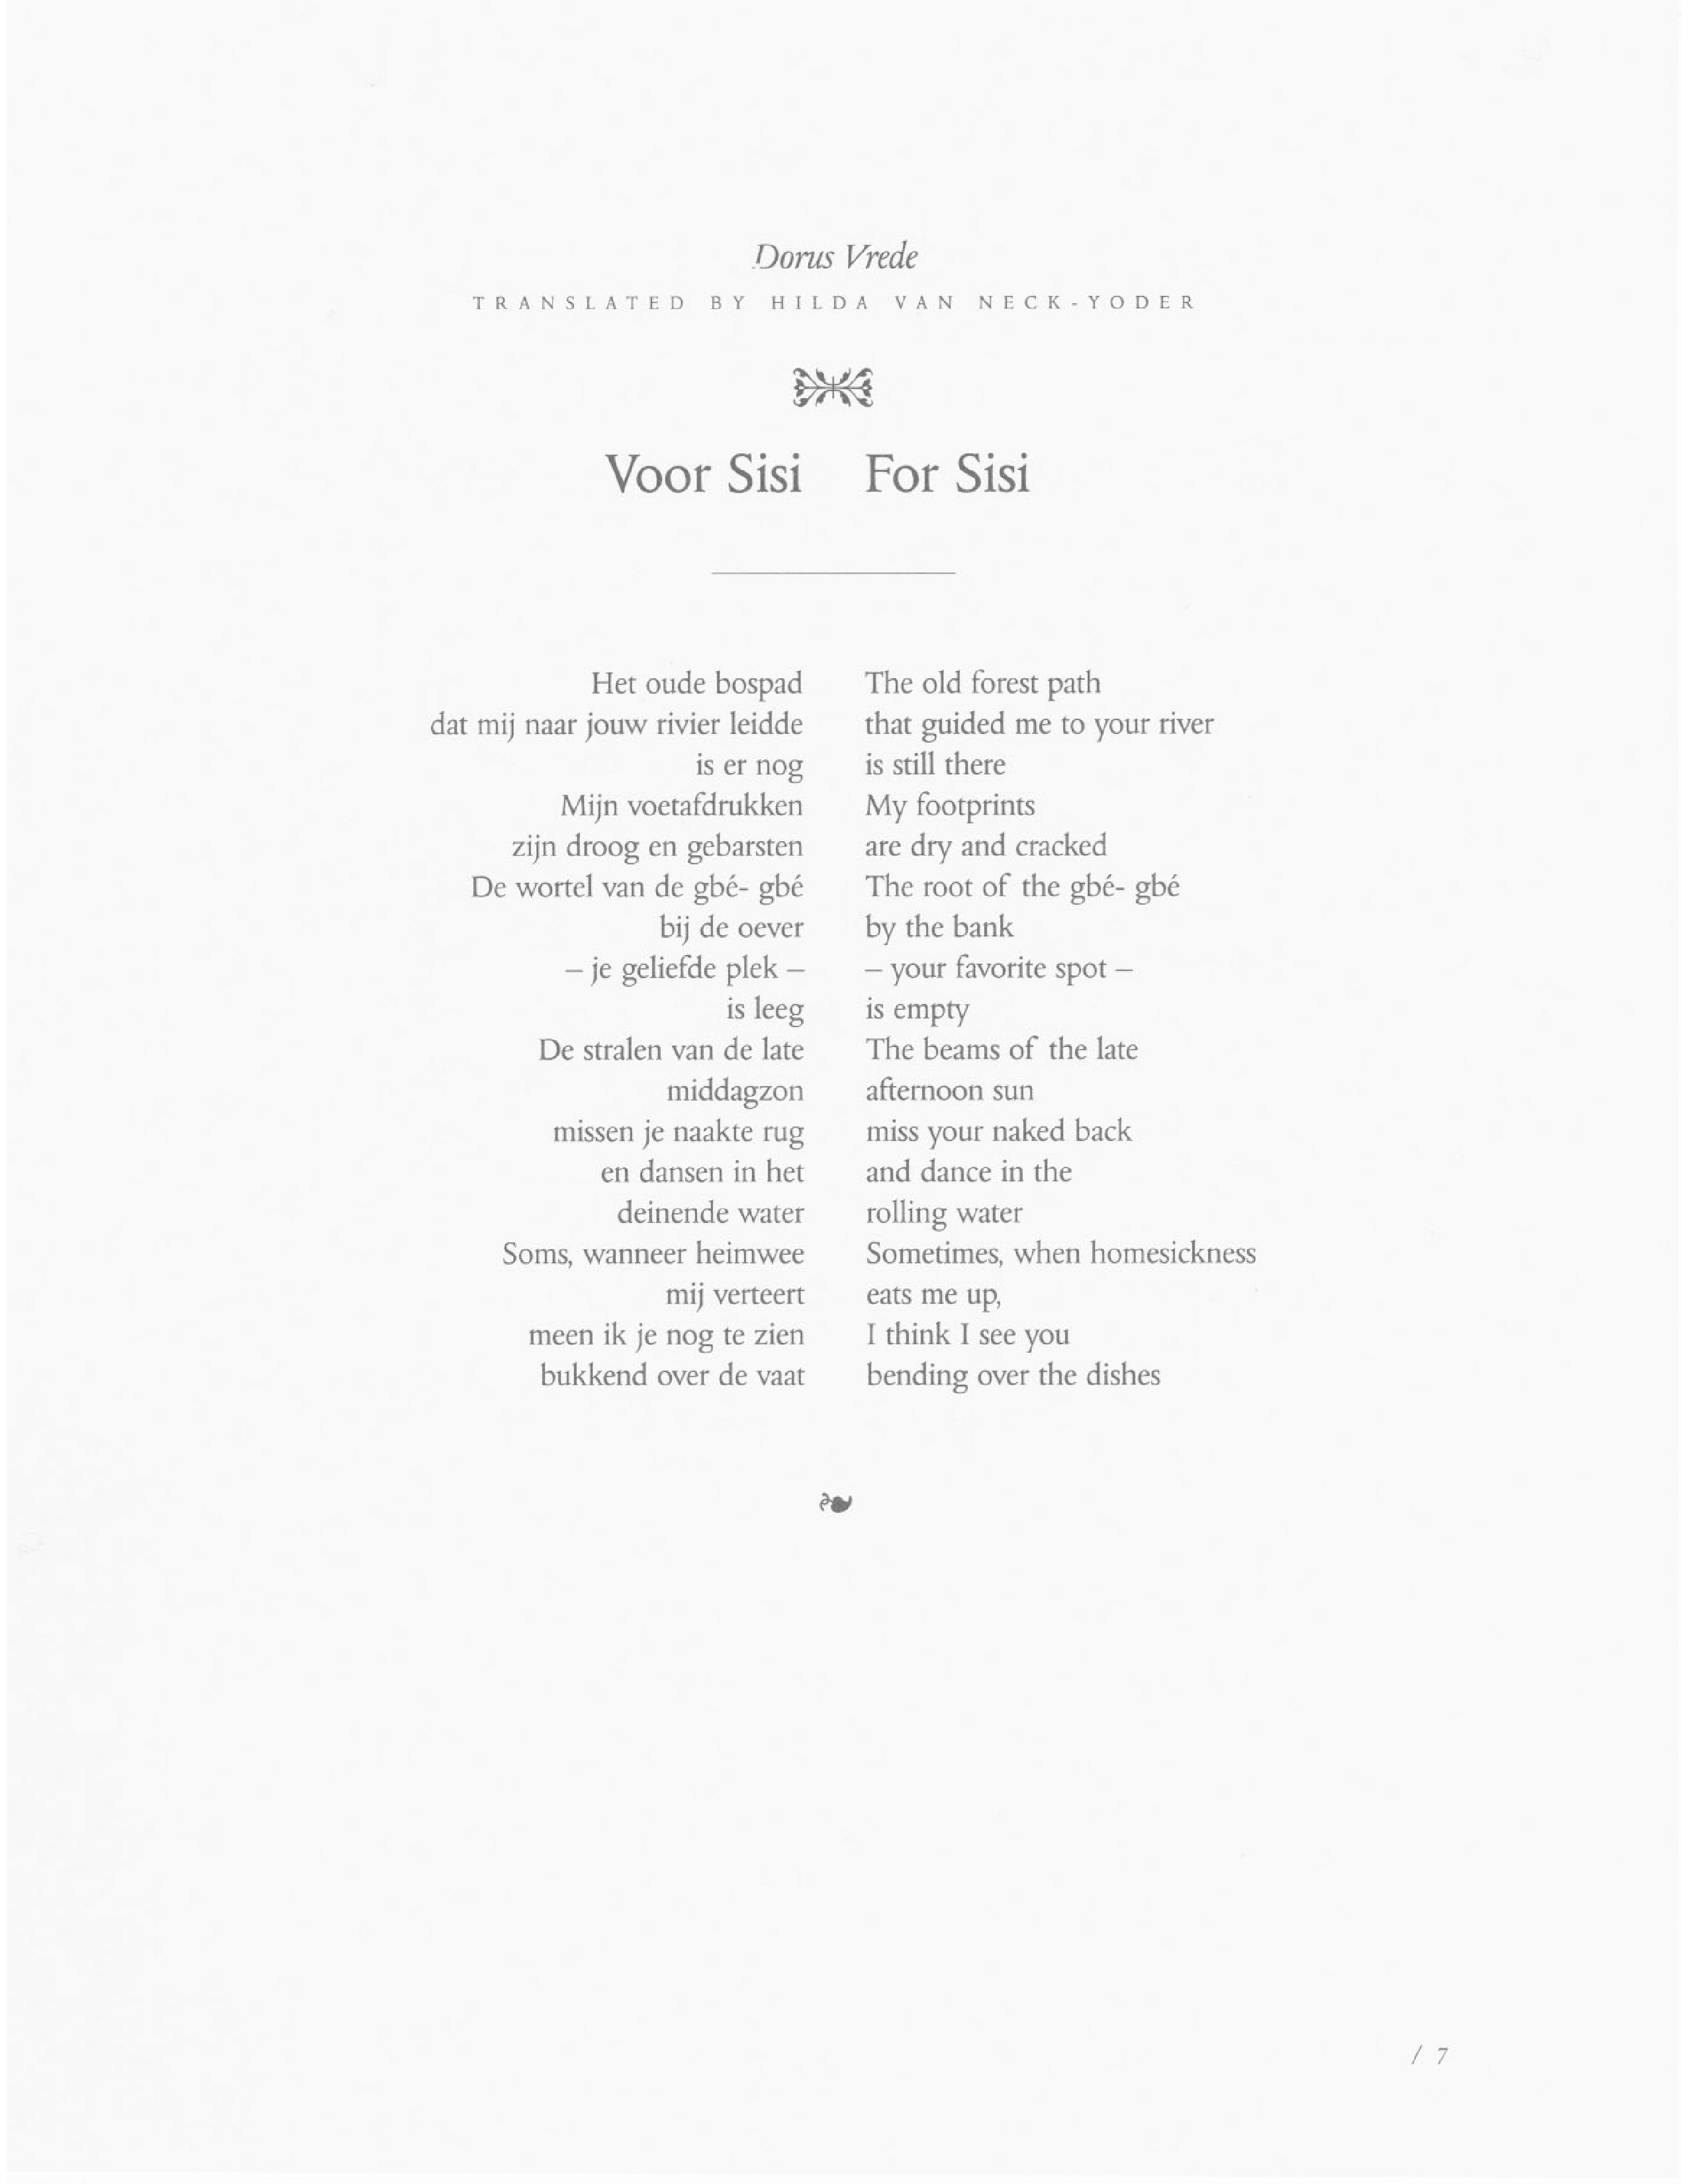 Dorus Vrede
TRANSLATED BY HILDA VAN NECK-YODER
Voor Sisi
Het oude bospad
dat mij naar jouw rivier leidde
is er nog
Mijn voetafdrukken
zijn droog en gebarsten
De wortel van de gbé- gbé
bij de oever
– je geliefde plek –
is leeg
De stralen van de late
middagzon
missen je naakte rug
en dansen in het
deinende water
Soms, wanneer heimwee
mij verteert
meen ik je nog te zien
bukkend over de vaat
For Sisi
The old forest path
that guided me to your river
is still there
My footprints
are dry and cracked
The root of the gbé- gbé
by the bank
– your favorite spot –
is empty
The beams of the late
afternoon sun
miss your naked back
and dance in the
rolling water
Sometimes, when homesickness
eats me up,
I think I see you
bending over the dishes
/ 7